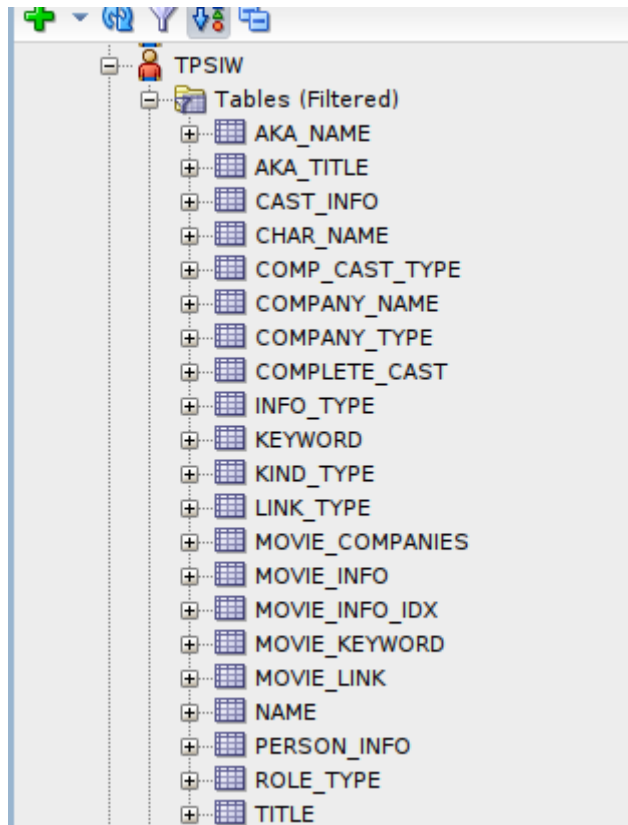 TPSIW
Tables (Filtered)
AKA_NAME
AKA_TITLE
CAST_INFO
CHAR_NAME
COMP_CAST_TYPE
COMPANY_NAME
COMPANY_TYPE
COMPLETE_CAST
INFO_TYPE
KEYWORD
KIND_TYPE
LINK_TYPE
MOVIE_COMPANIES
MOVIE_INFO
MOVIE_INFO_IDX
MOVIE_KEYWORD
MOVIE_LINK
NAME
PERSON_INFO
ROLE_TYPE
TITLE